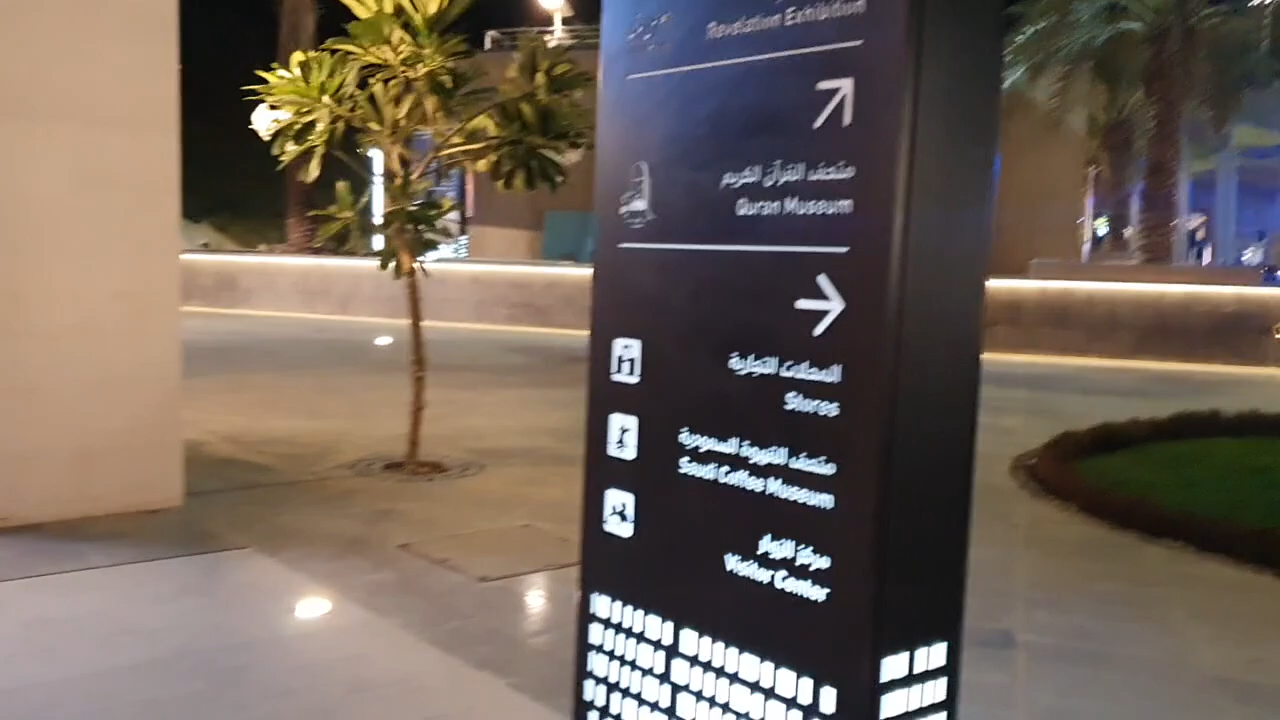 Revelation Exhibition
متحف القرآن الكريم
Quran Museum
المحلات التجارية
Stores
متحف القهوة السعودية
Saudi Coffee Museum
مركز الزوار
Visitor Center